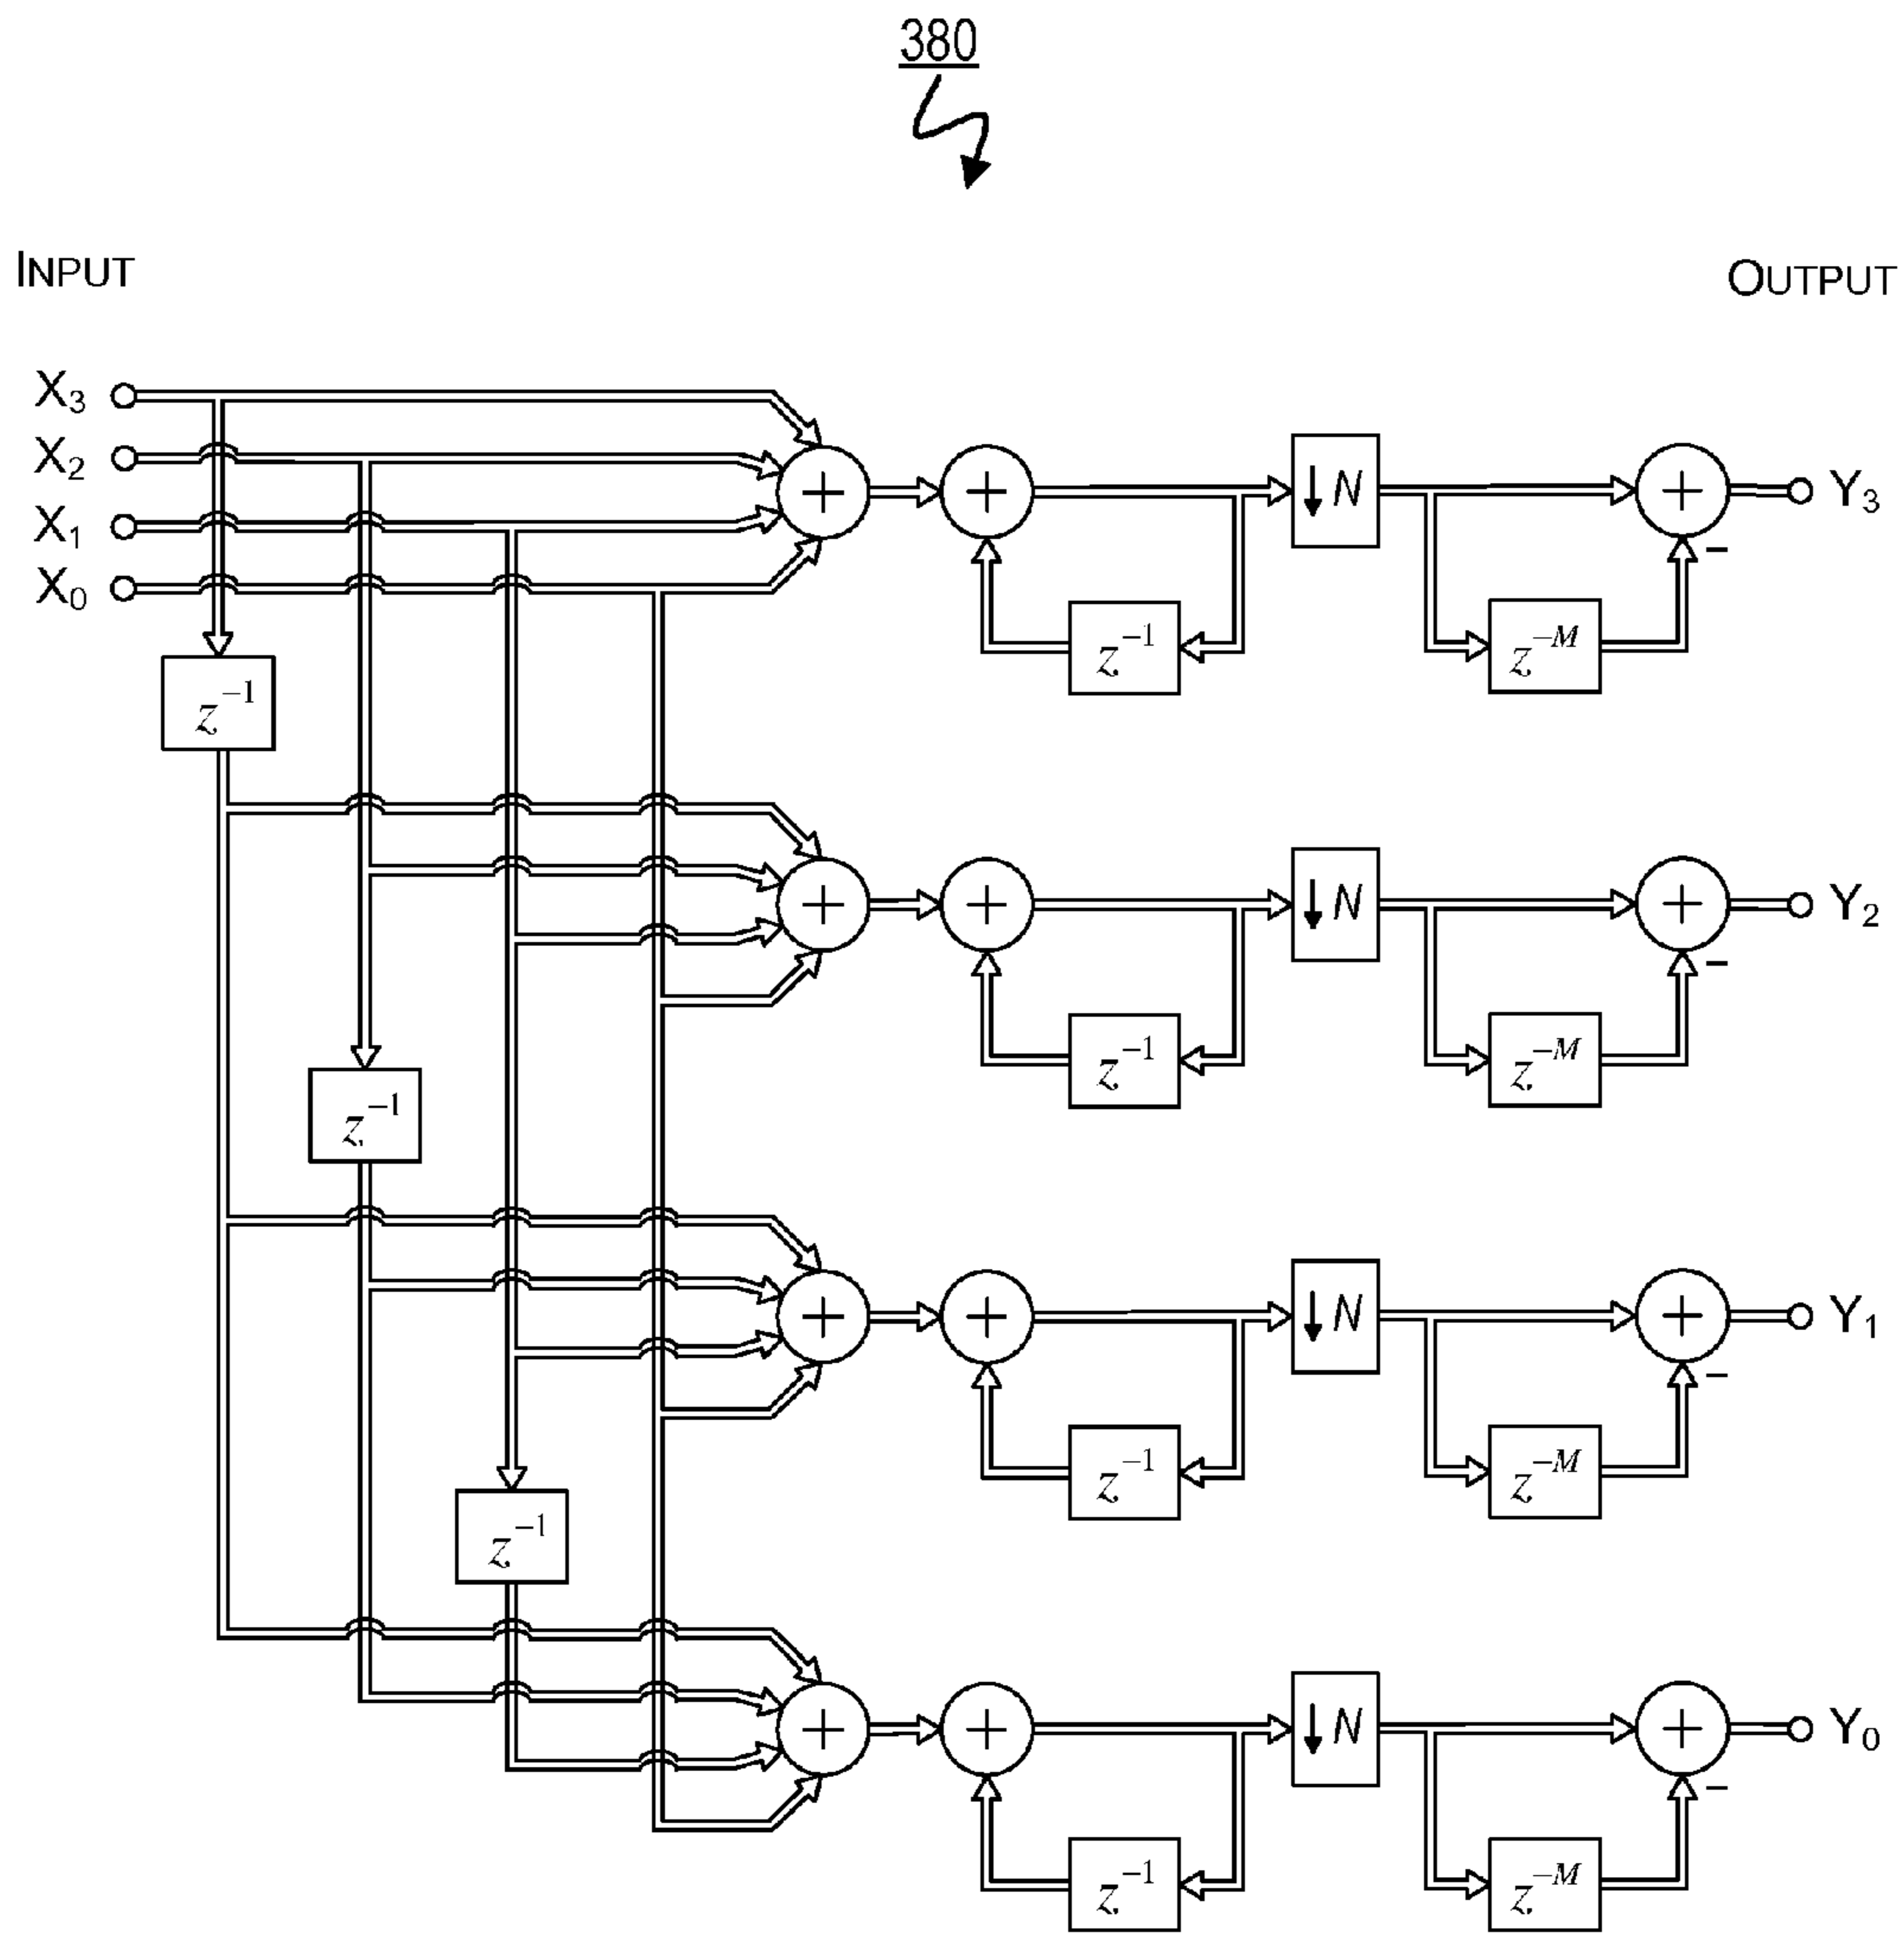 380
INPUT
OUTPUT
X₃
X₂
X₁
X₀
+
+
↓ N
+
Y₃
−
z⁻¹
z⁻ᴹ
z⁻¹
+
+
↓ N
+
Y₂
−
z⁻¹
z⁻ᴹ
z⁻¹
+
+
↓ N
+
Y₁
−
z⁻¹
z⁻ᴹ
z⁻¹
+
+
↓ N
+
Y₀
−
z⁻¹
z⁻ᴹ